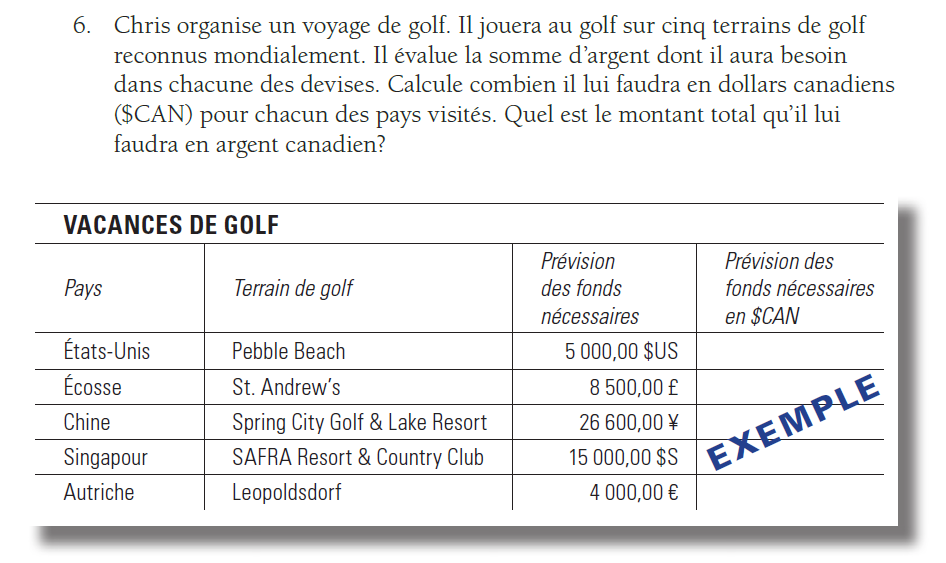 6. Chris organise un voyage de golf. Il jouera au golf sur cinq terrains de golf
reconnus mondialement. Il évalue la somme d’argent dont il aura besoin
dans chacune des devises. Calcule combien il lui faudra en dollars canadiens
($CAN) pour chacun des pays visités. Quel est le montant total qu’il lui
faudra en argent canadien?
VACANCES DE GOLF
Pays
Terrain de golf
Prévision
des fonds
nécessaires
Prévision des
fonds nécessaires
en $CAN
États-Unis Pebble Beach 5 000,00 $US
Écosse St. Andrew’s 8 500,00 £
Chine Spring City Golf & Lake Resort 26 600,00 ¥
Singapour SAFRA Resort & Country Club 15 000,00 $S
Autriche Leopoldsdorf 4 000,00 €
EXEMPLE